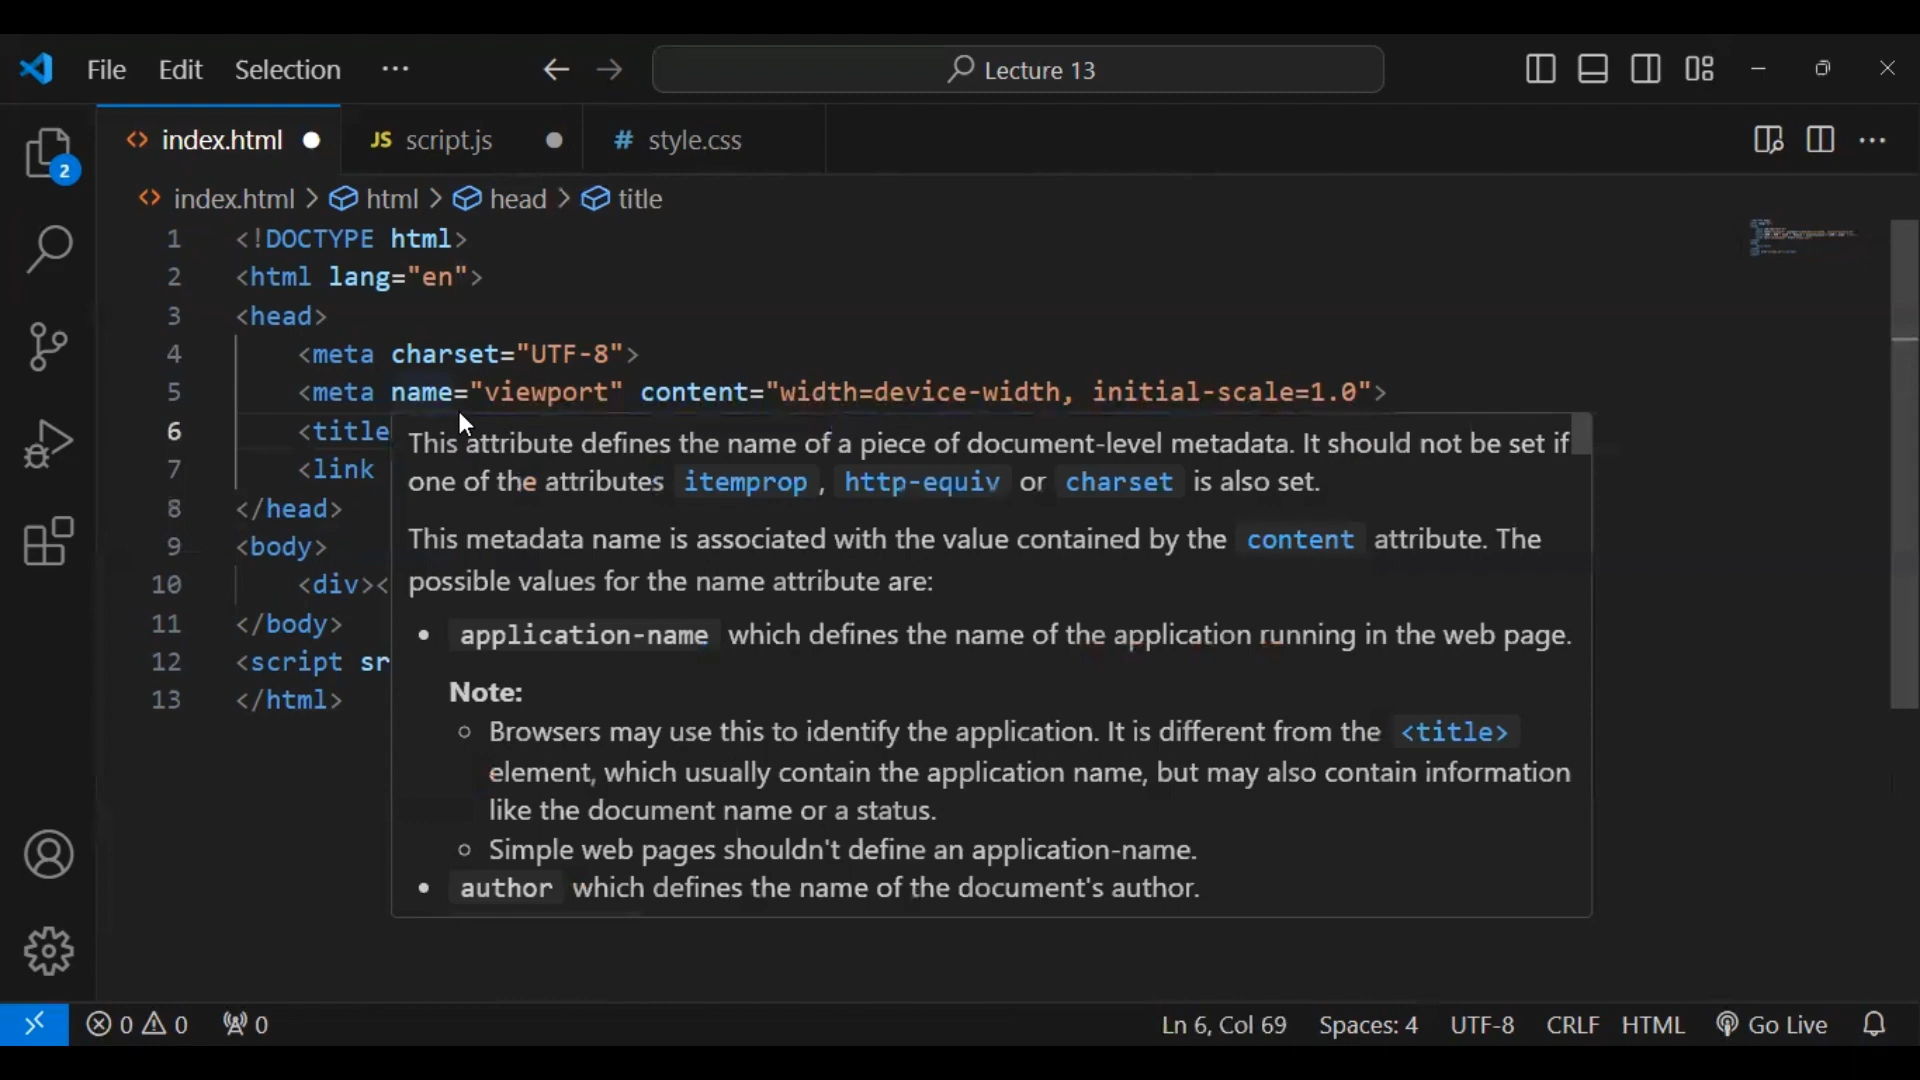 File Edit Selection ··· Lecture 13
2
index.html JS script.js # style.css
index.html > html > head > title
1 <!DOCTYPE html>
2 <html lang="en">
3 <head>
4 <meta charset="UTF-8">
5 <meta name="viewport" content="width=device-width, initial-scale=1.0">
6 <title
7 <link
8 </head>
9 <body>
10 <div><
11 </body>
12 <script sr
13 </html>
This attribute defines the name of a piece of document-level metadata. It should not be set if
one of the attributes itemprop, http-equiv or charset is also set.
This metadata name is associated with the value contained by the content attribute. The
possible values for the name attribute are:
• application-name which defines the name of the application running in the web page.
Note:
○ Browsers may use this to identify the application. It is different from the <title>
element, which usually contain the application name, but may also contain information
like the document name or a status.
○ Simple web pages shouldn't define an application-name.
• author which defines the name of the document's author.
0 0 0 Ln 6, Col 69 Spaces: 4 UTF-8 CRLF HTML Go Live